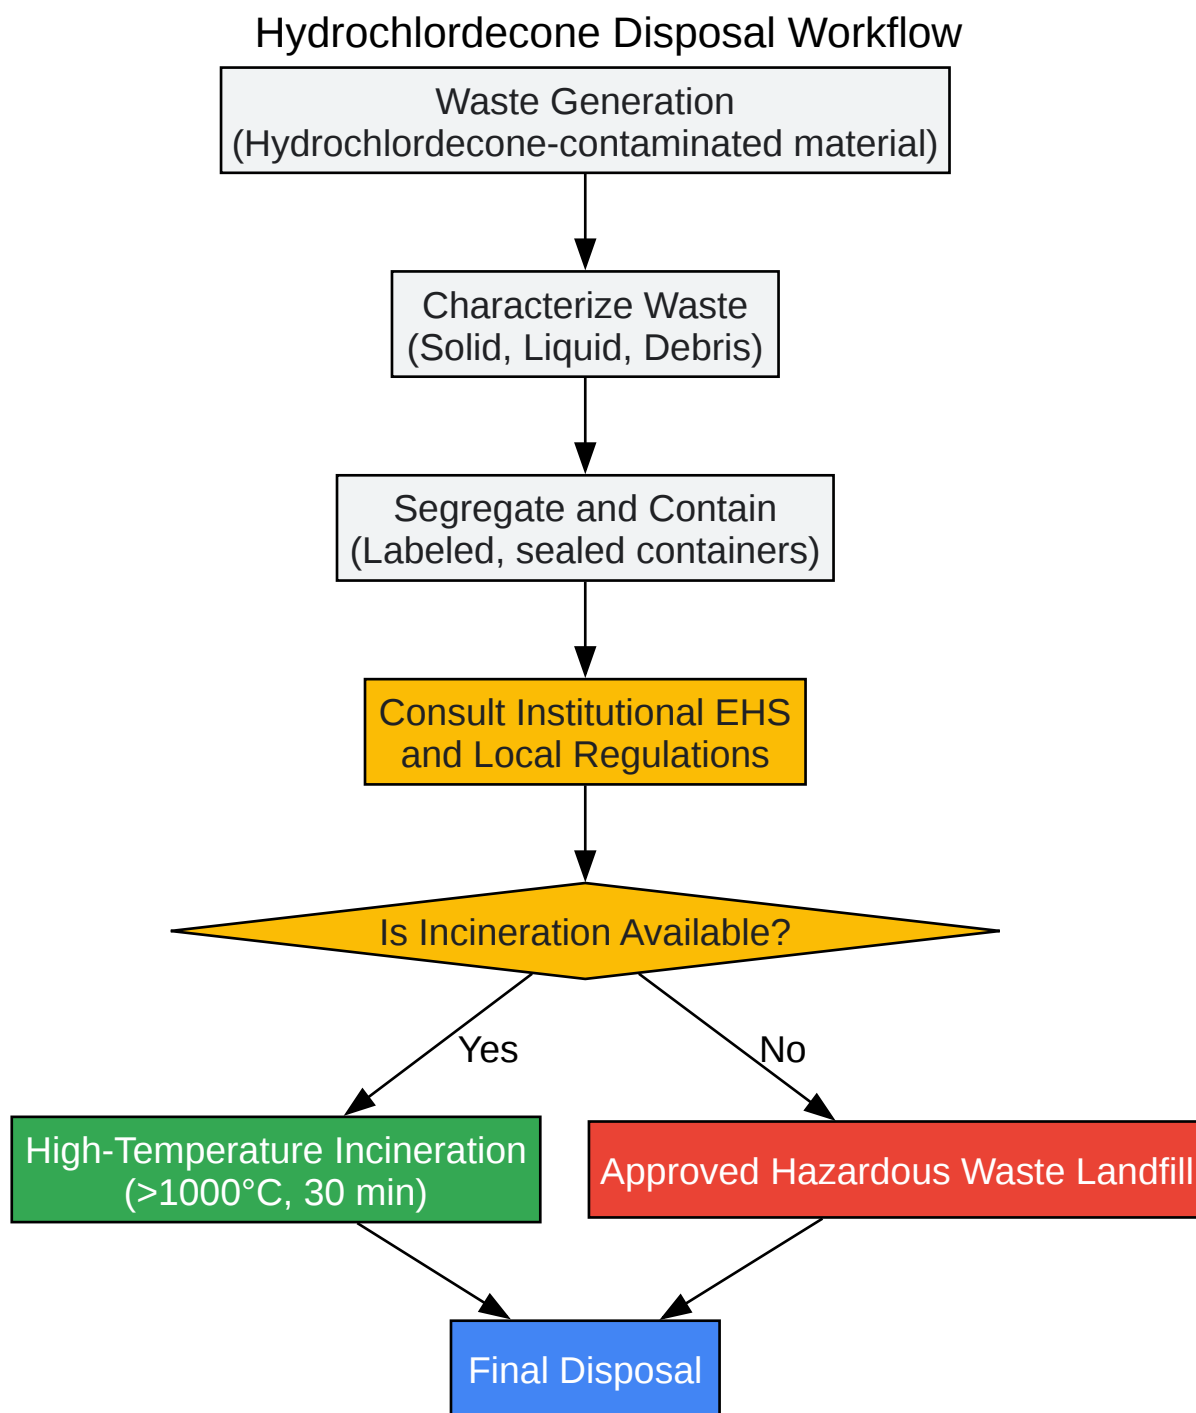 Hydrochlordecone Disposal Workflow
Waste Generation
(Hydrochlordecone-contaminated material)
Characterize Waste
(Solid, Liquid, Debris)
Segregate and Contain
(Labeled, sealed containers)
Consult Institutional EHS
and Local Regulations
Is Incineration Available?
Yes
No
High-Temperature Incineration
(>1000°C, 30 min)
Approved Hazardous Waste Landfill
Final Disposal